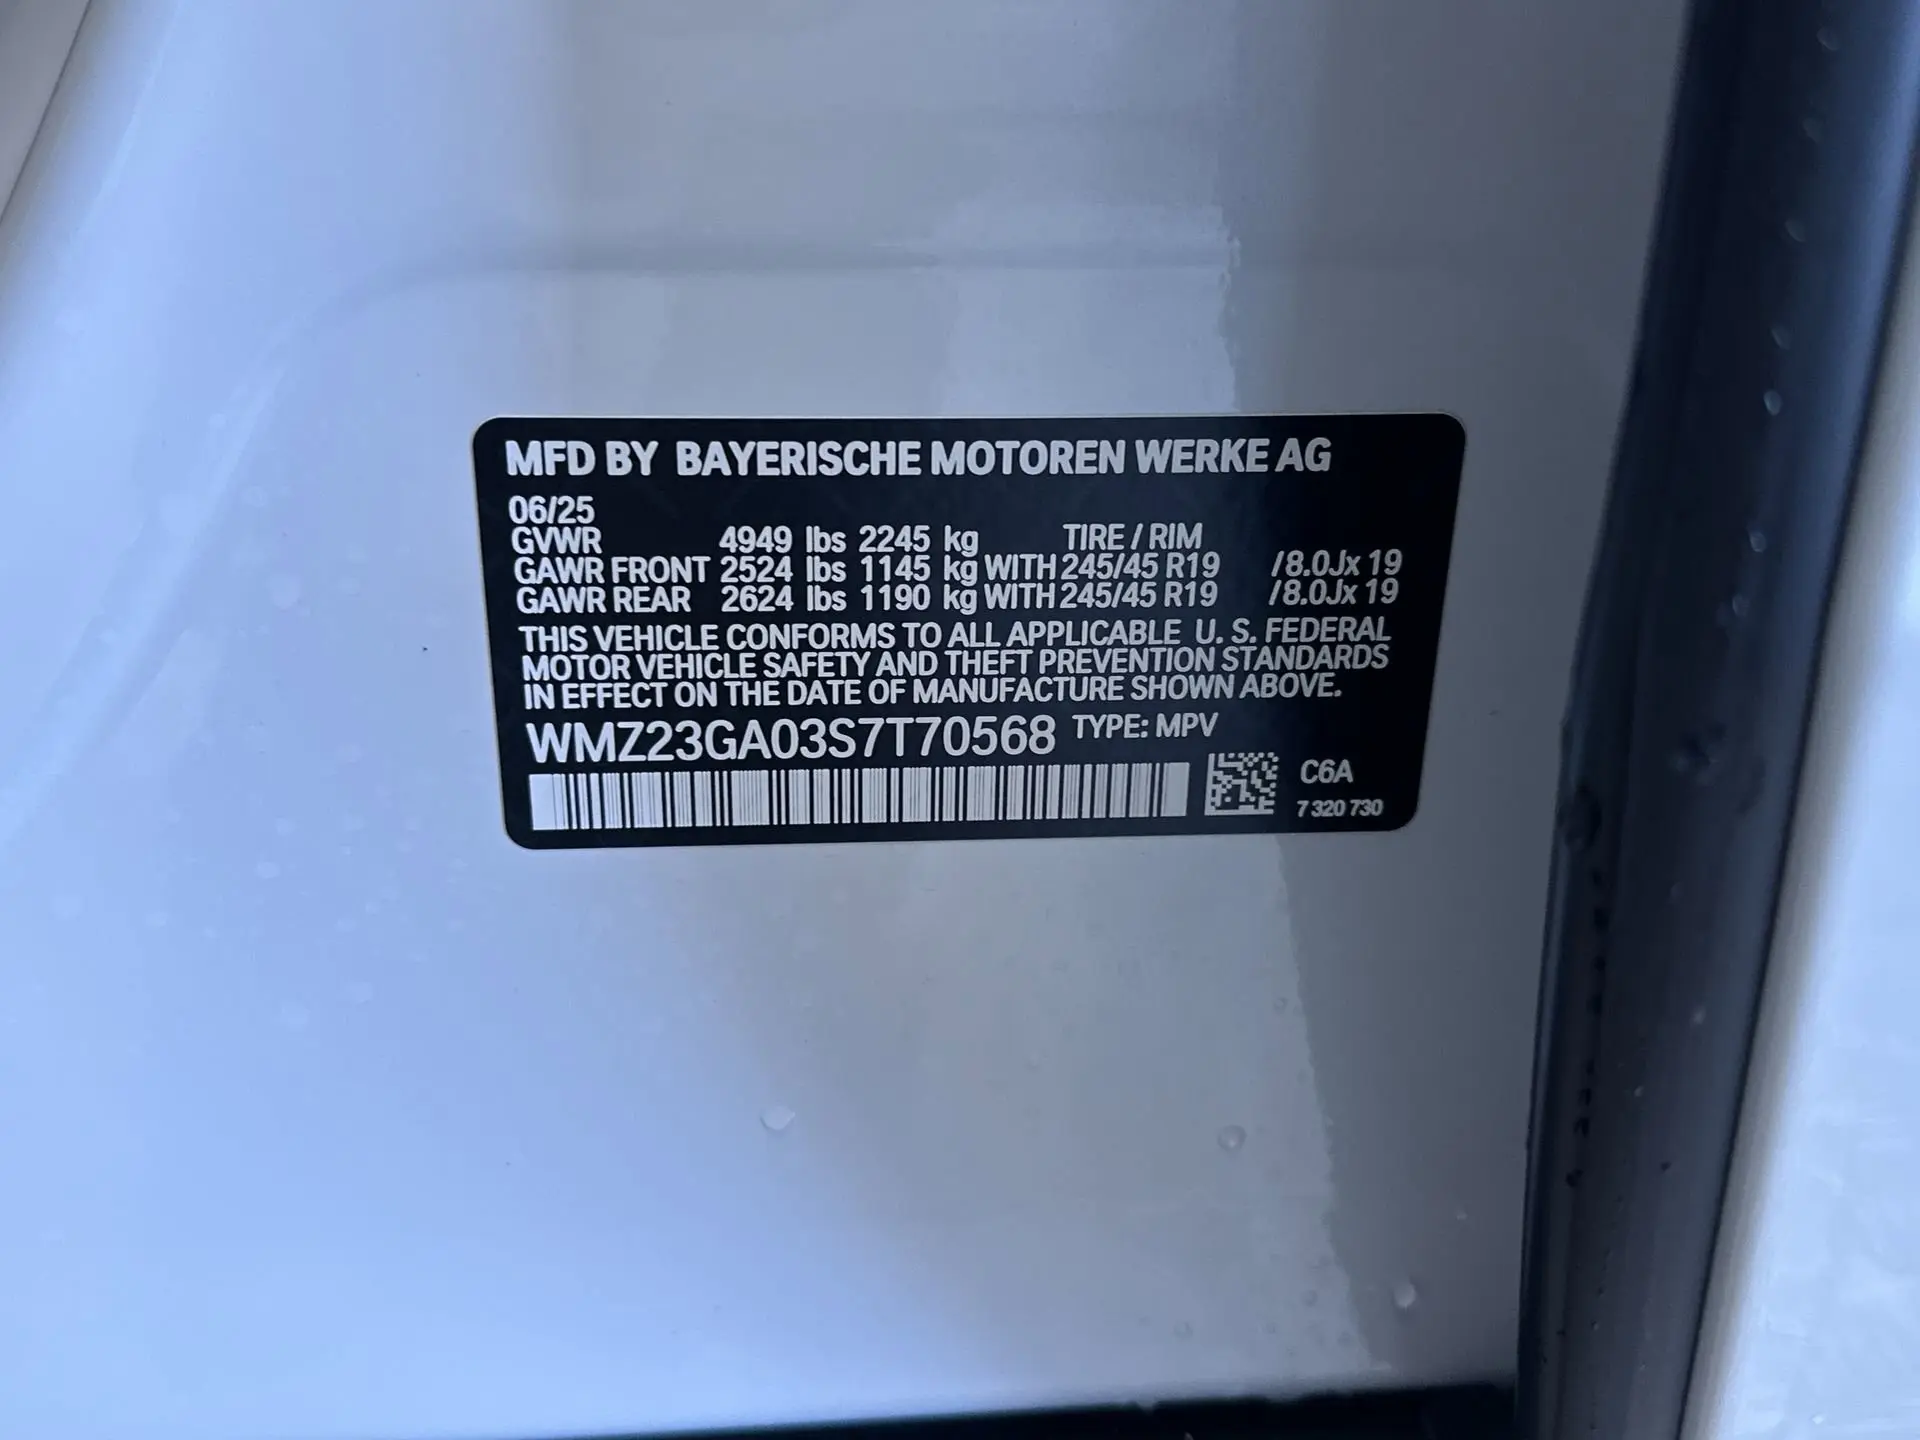 MFD BY BAYERISCHE MOTOREN WERKE AG
06/25
GVWR 4949 lbs 2245 kg TIRE / RIM
GAWR FRONT 2524 lbs 1145 kg WITH 245/45 R19 /8.0Jx 19
GAWR REAR 2624 lbs 1190 kg WITH 245/45 R19 /8.0Jx 19
THIS VEHICLE CONFORMS TO ALL APPLICABLE U. S. FEDERAL
MOTOR VEHICLE SAFETY AND THEFT PREVENTION STANDARDS
IN EFFECT ON THE DATE OF MANUFACTURE SHOWN ABOVE.
WMZ23GA03S7T70568 TYPE: MPV
C6A
7 320 730